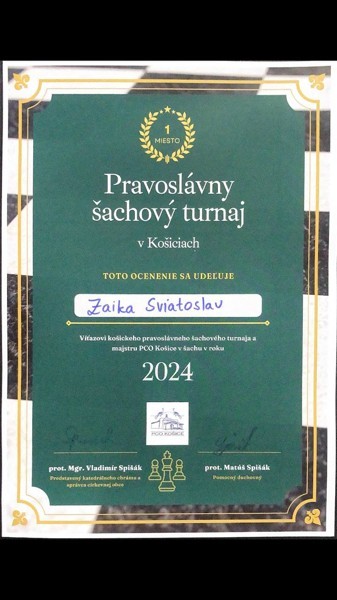 1
MIESTO
Pravoslávny
šachový turnaj
v Košiciach
TOTO OCENENIE SA UDEĽUJE
Zaika Sviatoslav
Víťazovi košického pravoslávneho šachového turnaja a
majstru PCO Košice v šachu v roku
2024
PCO KOŠICE
prot. Mgr. Vladimír Spišák
Predstavený katedrálneho chrámu a
správca cirkevnej obce
prot. Matúš Spišák
Pomocný duchovný